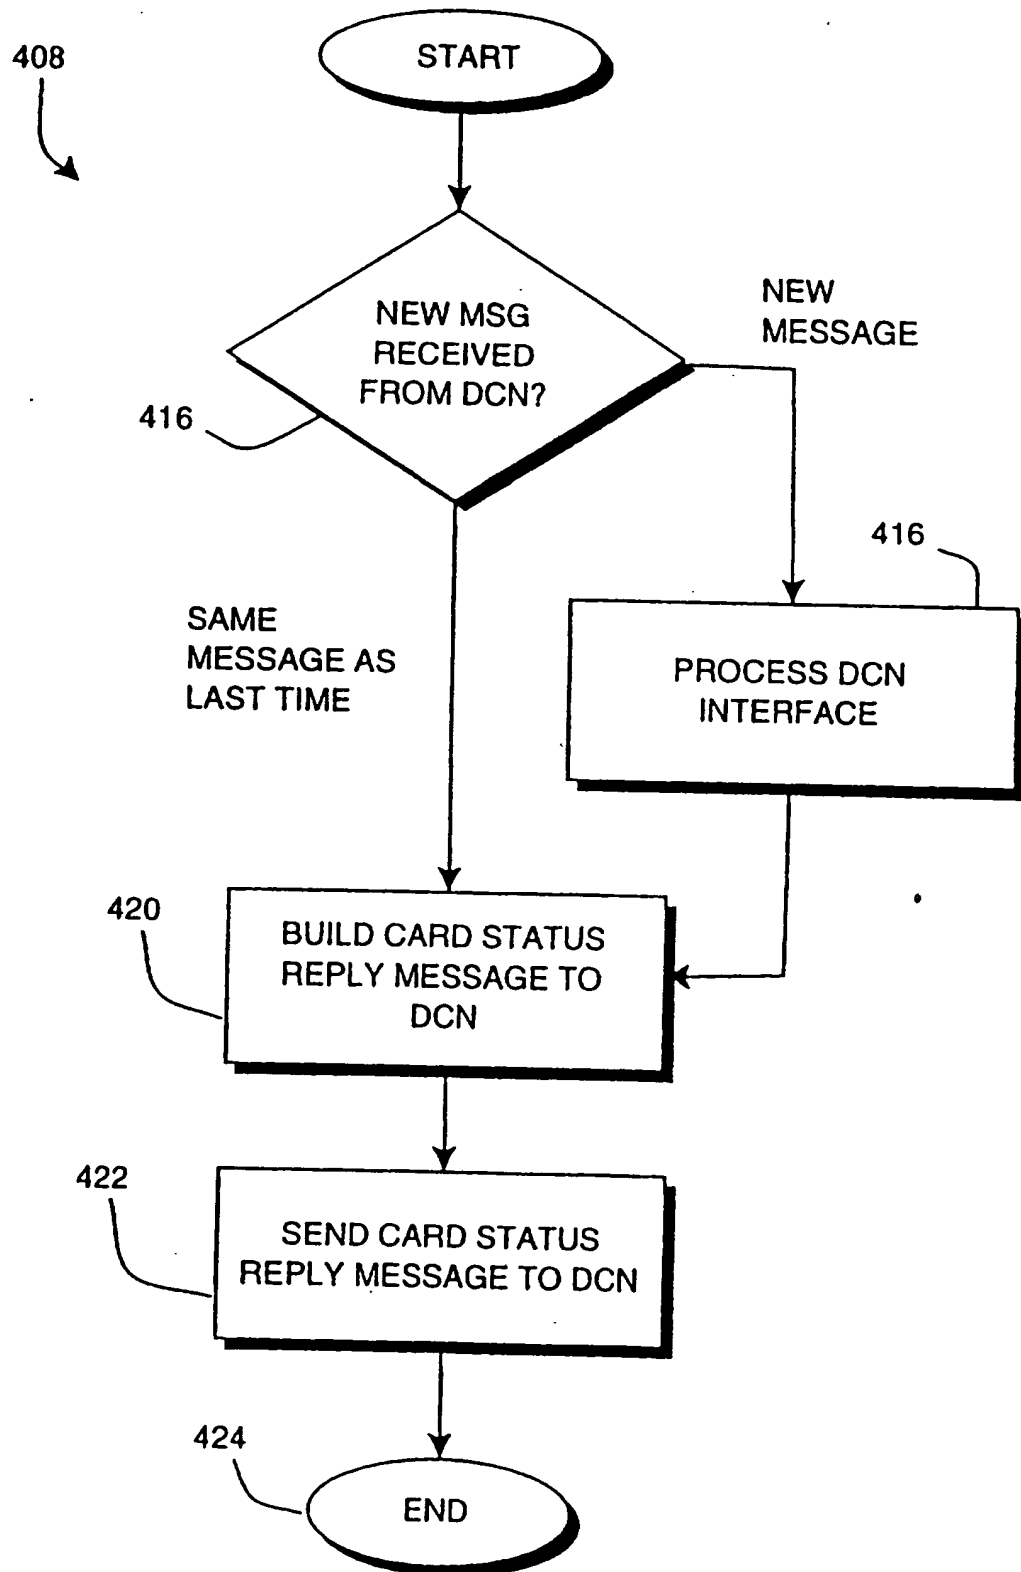 408
START
NEW MSG
RECEIVED
FROM DCN?
NEW
MESSAGE
416
416
SAME
MESSAGE AS
LAST TIME
PROCESS DCN
INTERFACE
420
BUILD CARD STATUS
REPLY MESSAGE TO
DCN
422
SEND CARD STATUS
REPLY MESSAGE TO DCN
424
END